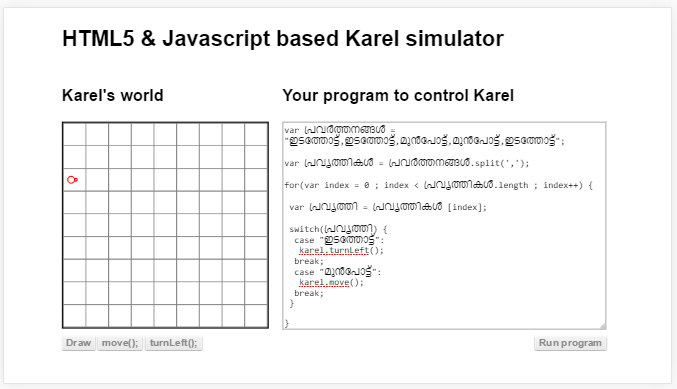 HTML5 & Javascript based Karel simulator
Karel's world
Your program to control Karel
var പ്രവർത്തനങ്ങൾ =
"ഇടത്തോട്ട്,ഇടത്തോട്ട്,മുൻപോട്ട്,മുൻപോട്ട്,ഇടത്തോട്ട്";
var പ്രവൃത്തികൾ = പ്രവർത്തനങ്ങൾ.split(',');
for(var index = 0 ; index < പ്രവൃത്തികൾ.length ; index++) {
var പ്രവൃത്തി = പ്രവൃത്തികൾ [index];
switch(പ്രവൃത്തി) {
case "ഇടത്തോട്ട്":
karel.turnLeft();
break;
case "മുൻപോട്ട്":
karel.move();
break;
}
}
Draw move(); turnLeft();
Run program